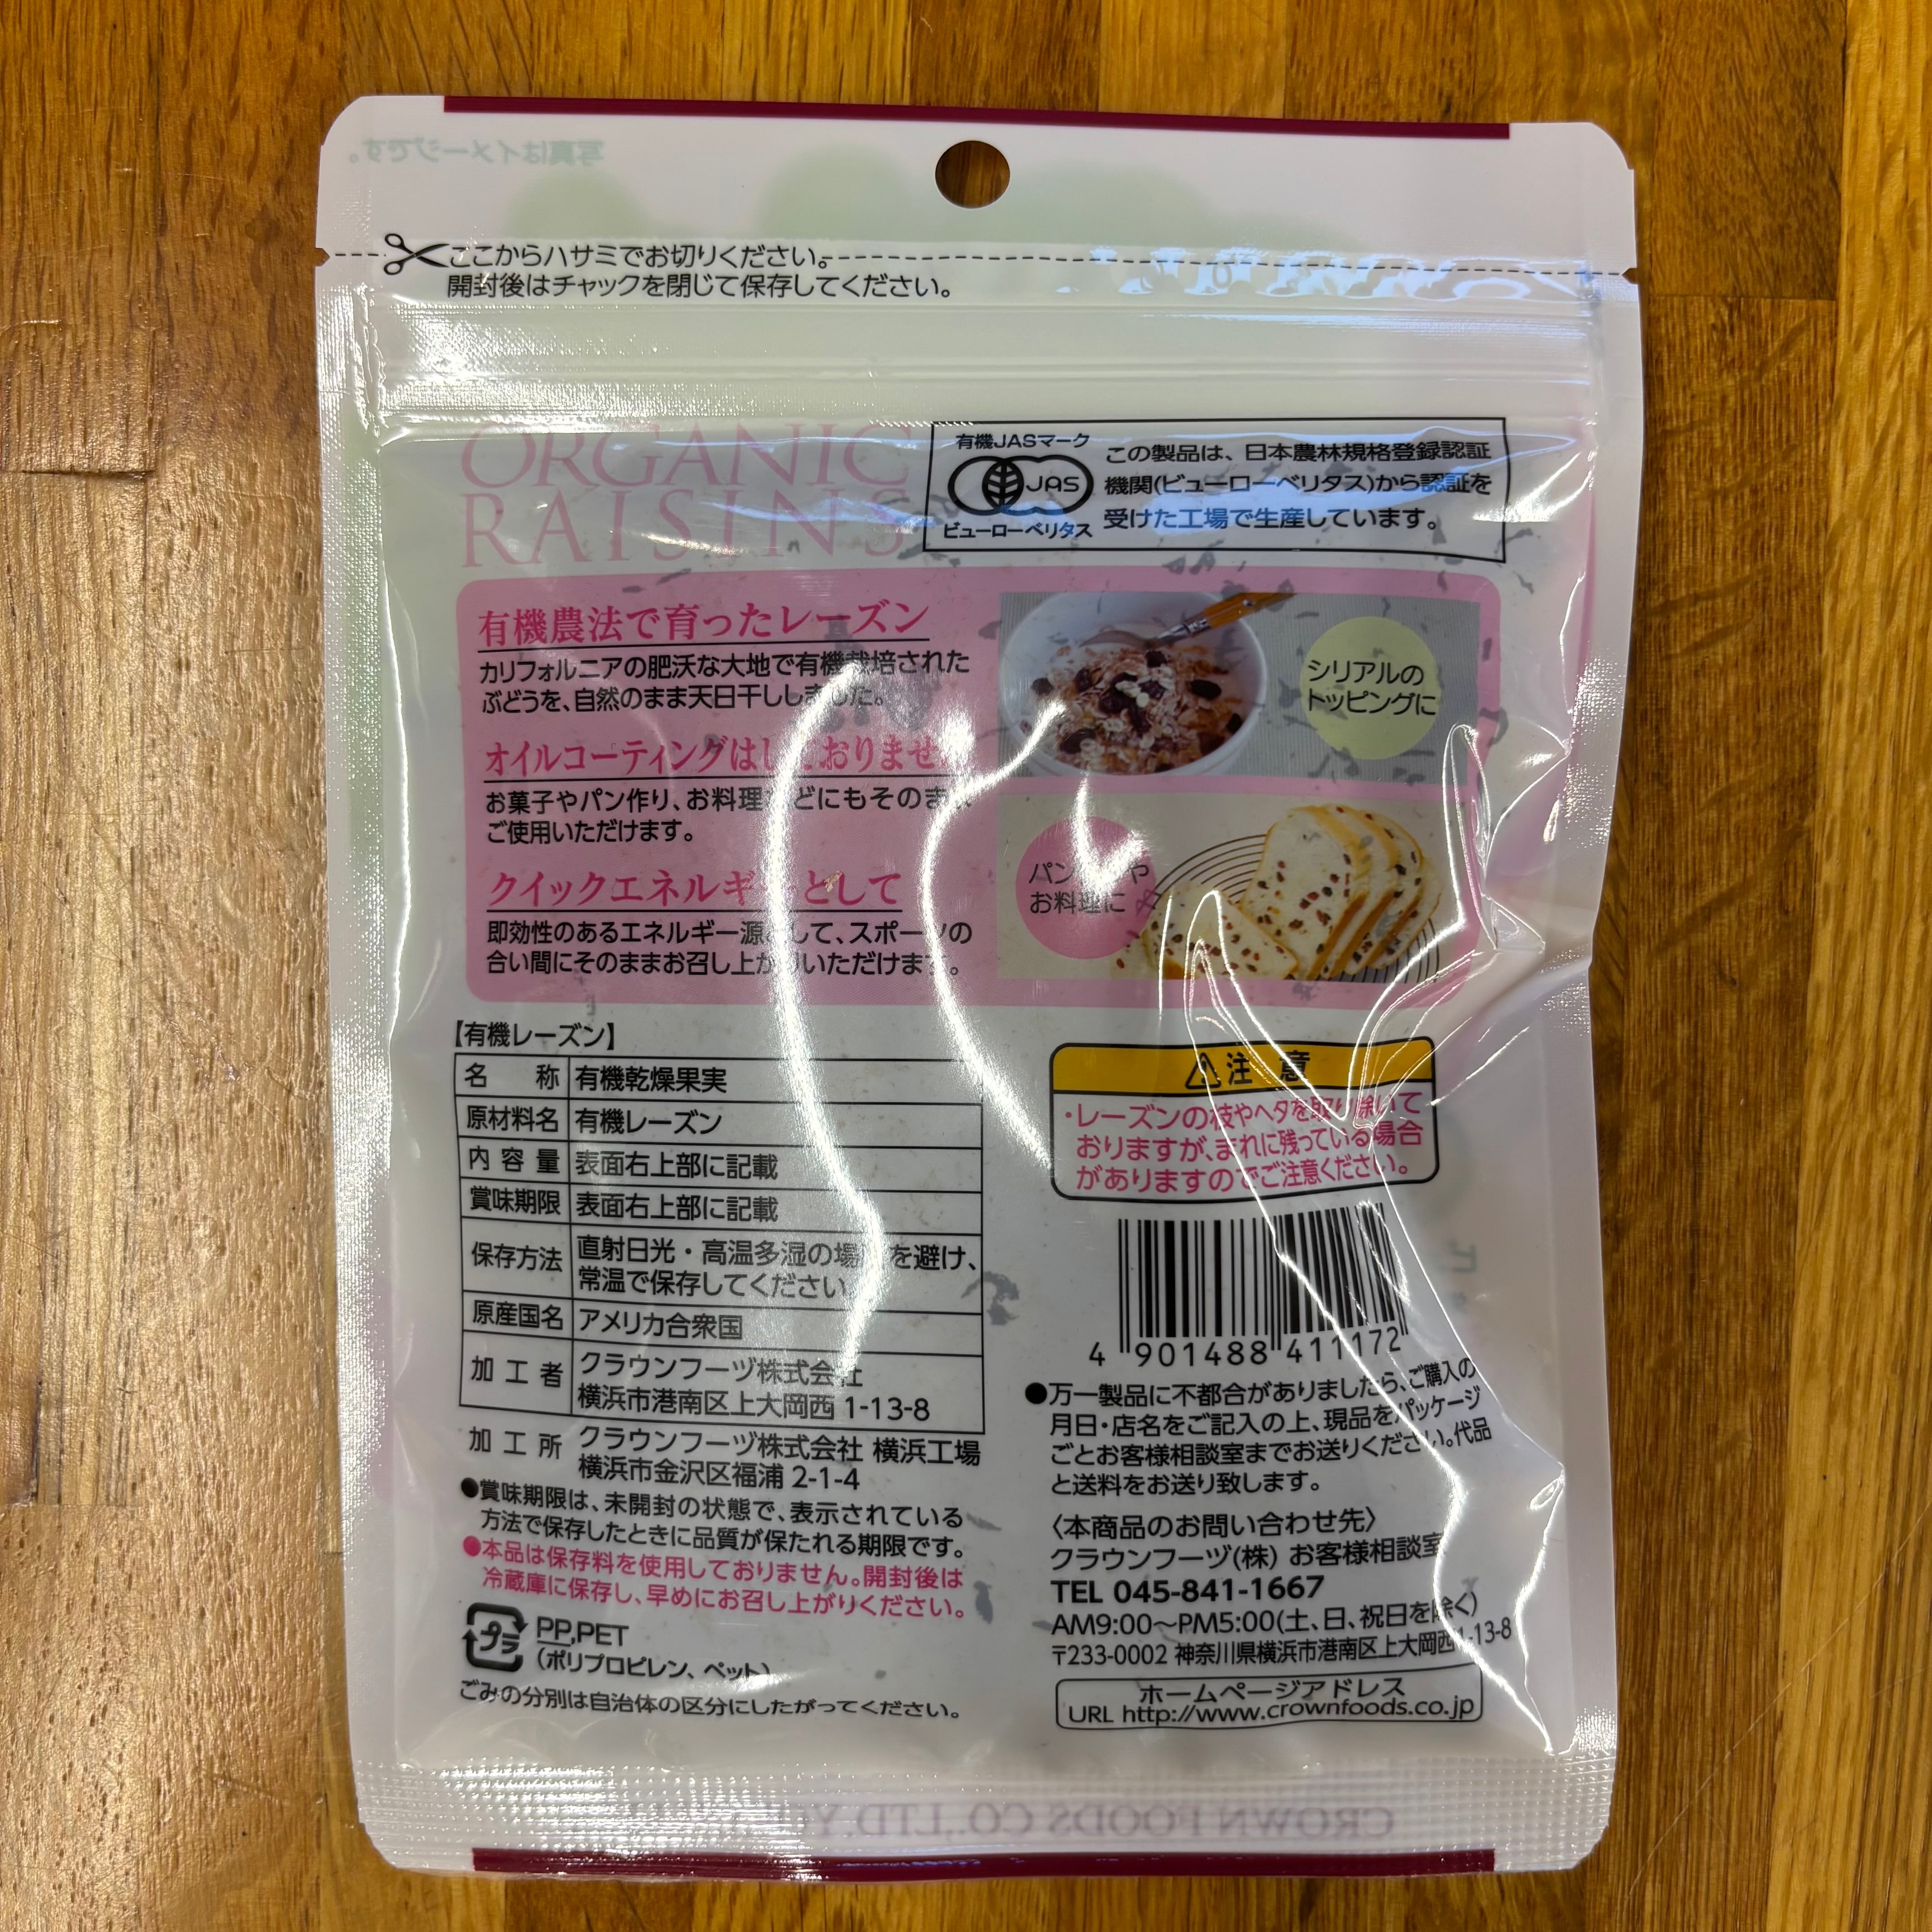 写真はイメージです。
ここからハサミでお切りください。
開封後はチャックを閉じて保存してください。
ORGANIC
RAISINS
有機JASマーク
JAS
ビューローベリタス
この製品は、日本農林規格登録認証
機関(ビューローベリタス)から認証を
受けた工場で生産しています。
有機農法で育ったレーズン
カリフォルニアの肥沃な大地で有機栽培された
ぶどうを、自然のまま天日干ししました。
オイルコーティングはしておりません
お菓子やパン作り、お料理などにもそのまま
ご使用いただけます。
クイックエネルギーとして
即効性のあるエネルギー源として、スポーツの
合い間にそのままお召し上がりいただけます。
シリアルの
トッピングに
パン や
お料理に
【有機レーズン】
名 称 有機乾燥果実
原材料名 有機レーズン
内容量 表面右上部に記載
賞味期限 表面右上部に記載
保存方法 直射日光・高温多湿の場所を避け、
常温で保存してください
原産国名 アメリカ合衆国
加工者 クラウンフーヅ株式会社
横浜市港南区上大岡西 1-13-8
加工所 クラウンフーヅ株式会社 横浜工場
横浜市金沢区福浦 2-1-4
●賞味期限は、未開封の状態で、表示されている
方法で保存したときに品質が保たれる期限です。
●本品は保存料を使用しておりません。開封後は
冷蔵庫に保存し、早めにお召し上がりください。
プラ
PP,PET
(ポリプロピレン、ペット)
ごみの分別は自治体の区分にしたがってください。
注 意
・レーズンの枝やヘタを取り除いて
おりますが、まれに残っている場合
がありますのでご注意ください。
4 901488 411172
●万一製品に不都合がありましたら、ご購入の
月日・店名をご記入の上、現品をパッケージ
ごとお客様相談室までお送りください。代品
と送料をお送り致します。
〈本商品のお問い合わせ先〉
クラウンフーヅ(株) お客様相談室
TEL 045-841-1667
AM9:00～PM5:00(土、日、祝日を除く)
〒233-0002 神奈川県横浜市港南区上大岡西1-13-8
ホームページアドレス
URL http://www.crownfoods.co.jp
CROWN FOODS CO.,LTD.